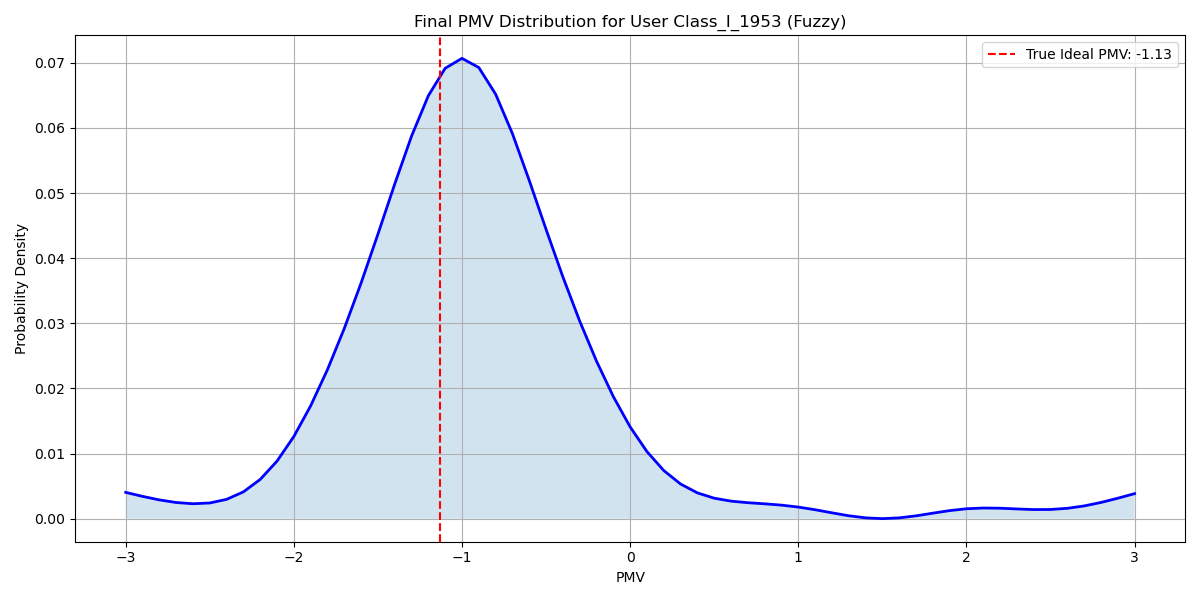 Final PMV Distribution for User Class_I_1953 (Fuzzy)
True Ideal PMV: -1.13
Probability Density
0.07
0.06
0.05
0.04
0.03
0.02
0.01
0.00
−3 −2 −1 0 1 2 3
PMV